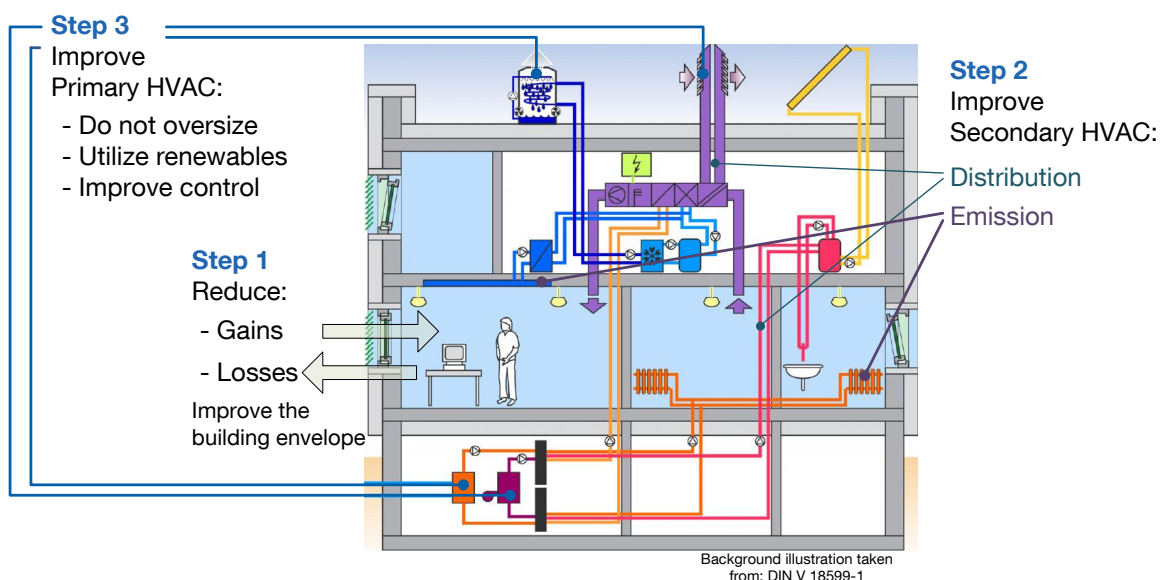 Step 3
Improve
Primary HVAC:
- Do not oversize
- Utilize renewables
- Improve control
Step 1
Reduce:
- Gains
- Losses
Improve the
building envelope
Step 2
Improve
Secondary HVAC:
Distribution
Emission
Background illustration taken
from: DIN V 18599-1